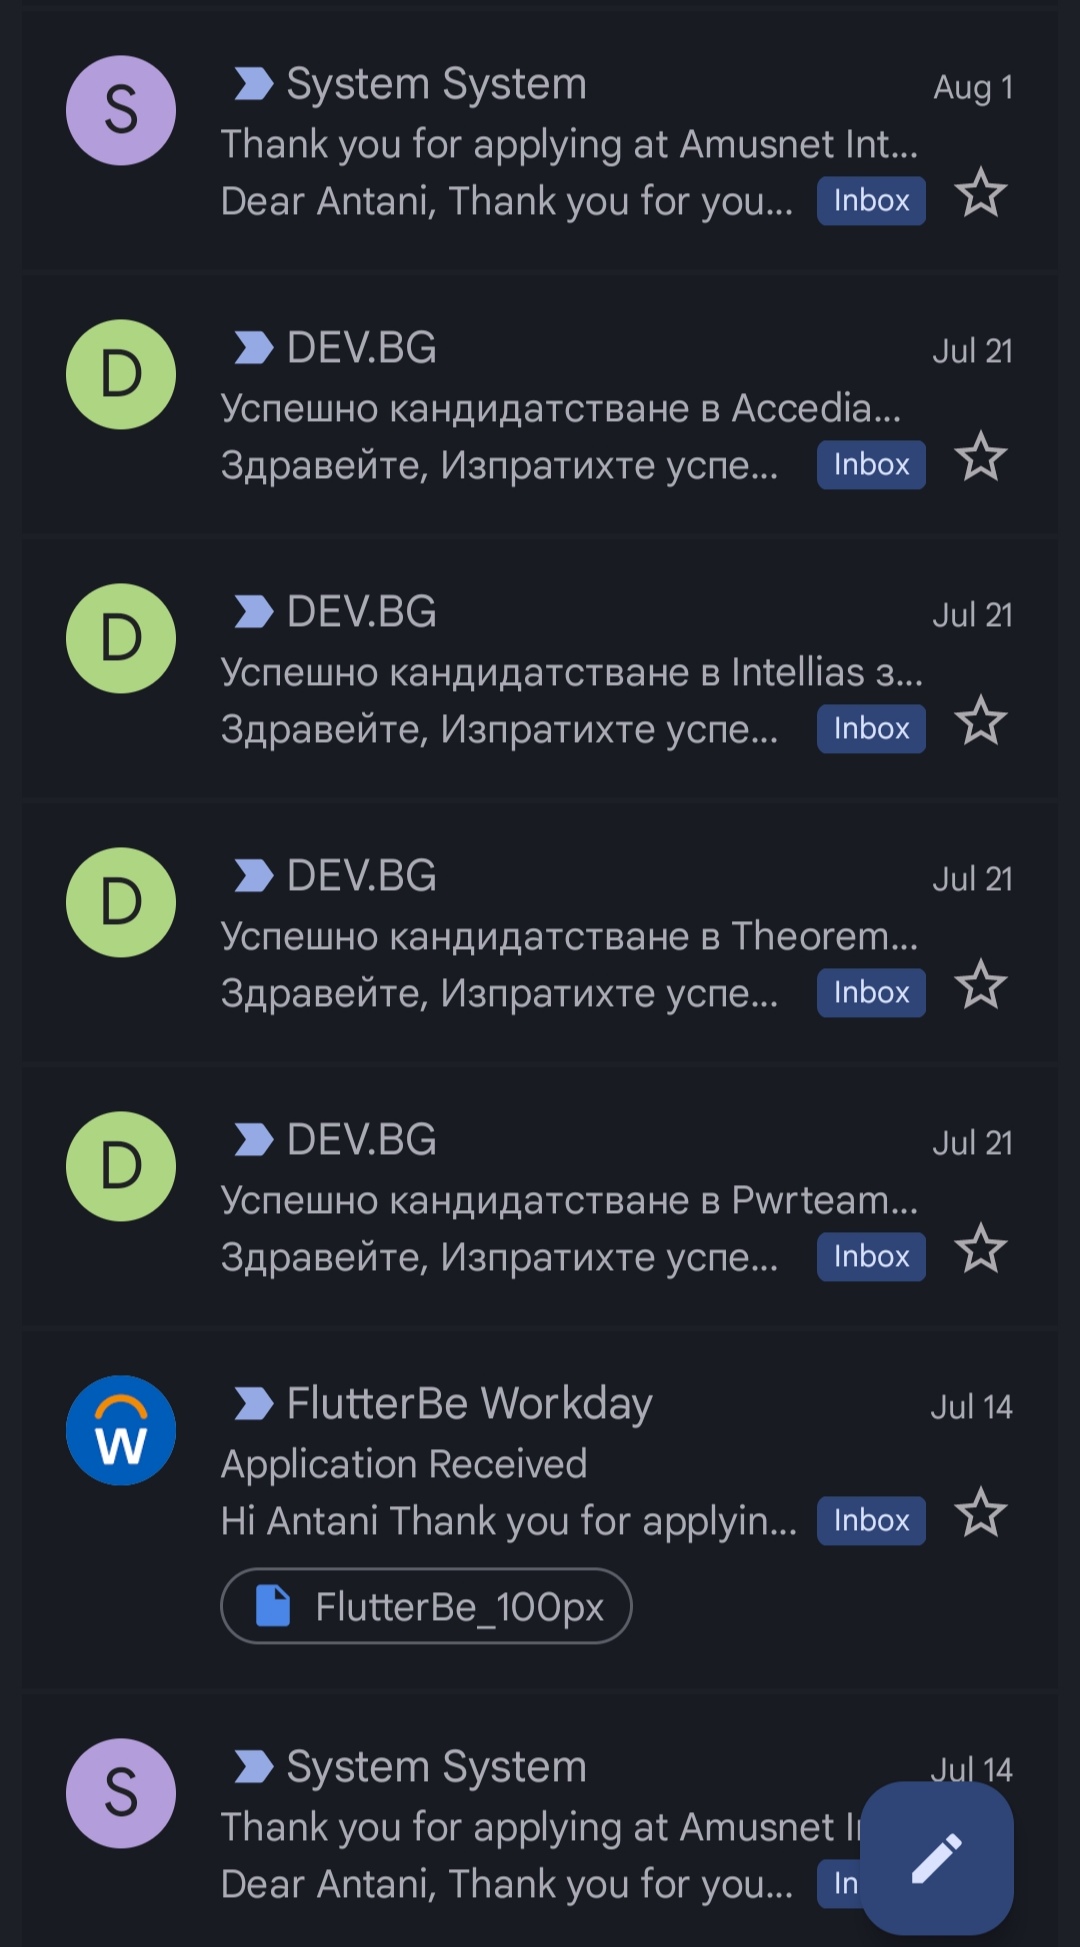 S
System System
Aug 1
Thank you for applying at Amusnet Int...
Dear Antani, Thank you for you...
Inbox
D
DEV.BG
Jul 21
Успешно кандидатстване в Accedia...
Здравейте, Изпратихте успе...
Inbox
D
DEV.BG
Jul 21
Успешно кандидатстване в Intellias з...
Здравейте, Изпратихте успе...
Inbox
D
DEV.BG
Jul 21
Успешно кандидатстване в Theorem...
Здравейте, Изпратихте успе...
Inbox
D
DEV.BG
Jul 21
Успешно кандидатстване в Pwrteam...
Здравейте, Изпратихте успе...
Inbox
W
FlutterBe Workday
Jul 14
Application Received
Hi Antani Thank you for applyin...
Inbox
FlutterBe_100px
S
System System
Jul 14
Thank you for applying at Amusnet I
Dear Antani, Thank you for you...
In